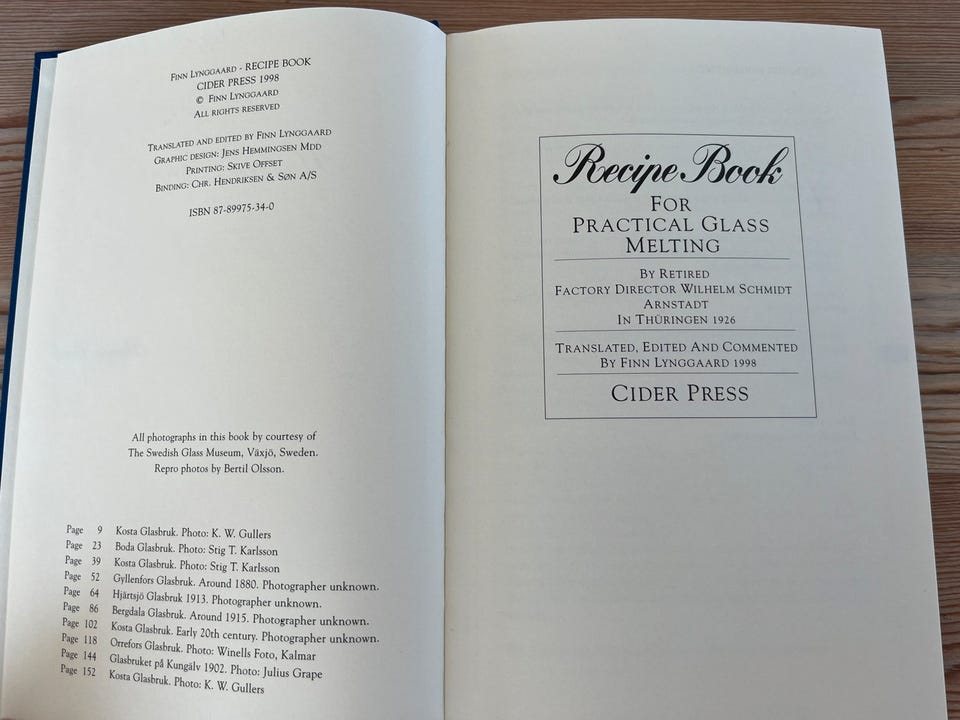 Finn Lynggaard - RECIPE BOOK
CIDER PRESS 1998
© Finn Lynggaard
All rights reserved
Translated and edited by Finn Lynggaard
Graphic design: Jens Hemmingsen Mdd
Printing: Skive Offset
Binding: Chr. Hendriksen & Søn A/S
ISBN 87-89975-34-0
All photographs in this book by courtesy of
The Swedish Glass Museum, Växjö, Sweden.
Repro photos by Bertil Olsson.
Page 9 Kosta Glasbruk. Photo: K. W. Gullers
Page 23 Boda Glasbruk. Photo: Stig T. Karlsson
Page 39 Kosta Glasbruk. Photo: Stig T. Karlsson
Page 52 Gyllenfors Glasbruk. Around 1880. Photographer unknown.
Page 64 Hjärtsjö Glasbruk 1913. Photographer unknown.
Page 86 Bergdala Glasbruk. Around 1915. Photographer unknown.
Page 102 Kosta Glasbruk. Early 20th century. Photographer unknown.
Page 118 Orrefors Glasbruk. Photo: Winells Foto, Kalmar
Page 144 Glasbruket på Kungälv 1902. Photo: Julius Grape
Page 152 Kosta Glasbruk. Photo: K. W. Gullers
Recipe Book
For
Practical Glass
Melting
By Retired
Factory Director Wilhelm Schmidt
Arnstadt
In Thüringen 1926
Translated, Edited And Commented
By Finn Lynggaard 1998
Cider Press